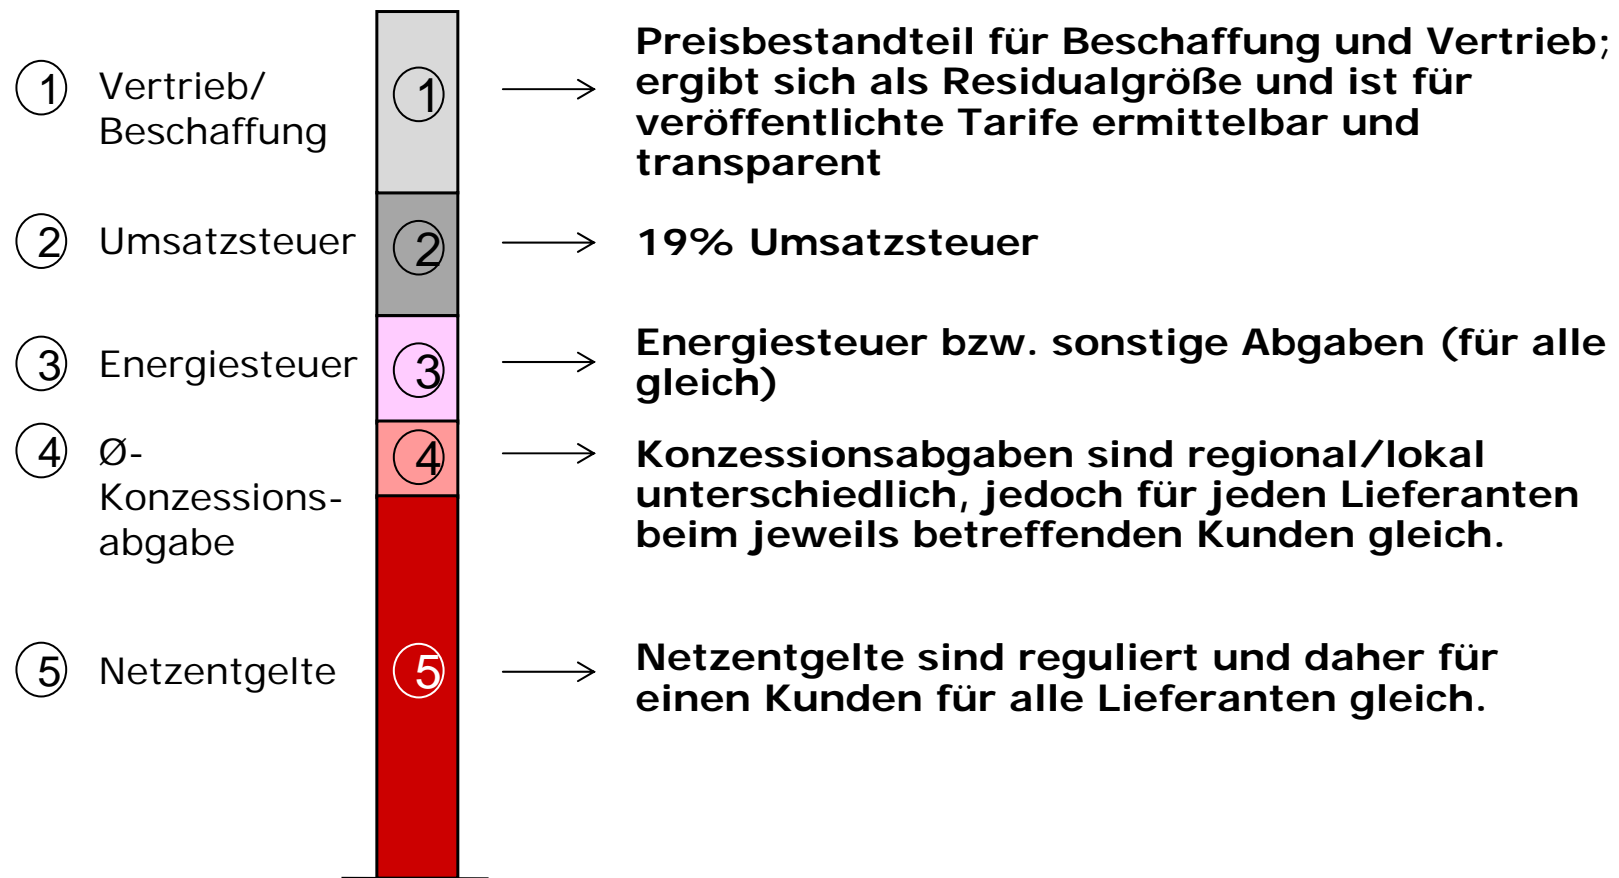 1 Vertrieb/
Beschaffung
1
Preisbestandteil für Beschaffung und Vertrieb;
ergibt sich als Residualgröße und ist für
veröffentlichte Tarife ermittelbar und
transparent
2 Umsatzsteuer
2
19% Umsatzsteuer
3 Energiesteuer
3
Energiesteuer bzw. sonstige Abgaben (für alle
gleich)
4 Ø-
Konzessions-
abgabe
4
Konzessionsabgaben sind regional/lokal
unterschiedlich, jedoch für jeden Lieferanten
beim jeweils betreffenden Kunden gleich.
5 Netzentgelte
5
Netzentgelte sind reguliert und daher für
einen Kunden für alle Lieferanten gleich.